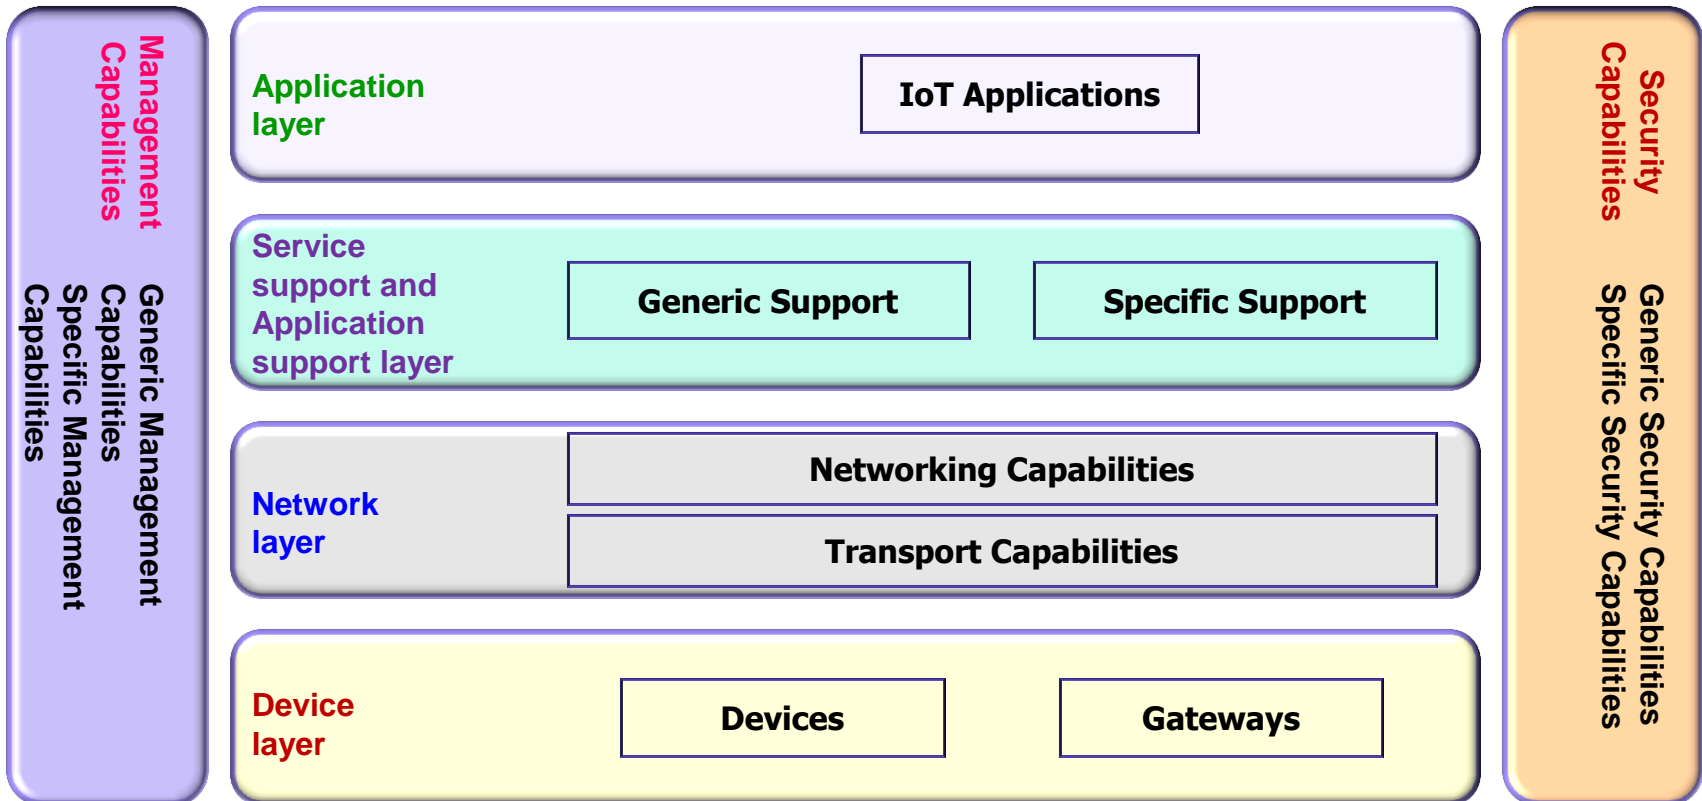 Management
Capabilities
Generic Management
Capabilities
Specific Management
Capabilities
Application
layer
IoT Applications
Service
support and
Application
support layer
Generic Support
Specific Support
Network
layer
Networking Capabilities
Transport Capabilities
Device
layer
Devices
Gateways
Security
Capabilities
Generic Security Capabilities
Specific Security Capabilities